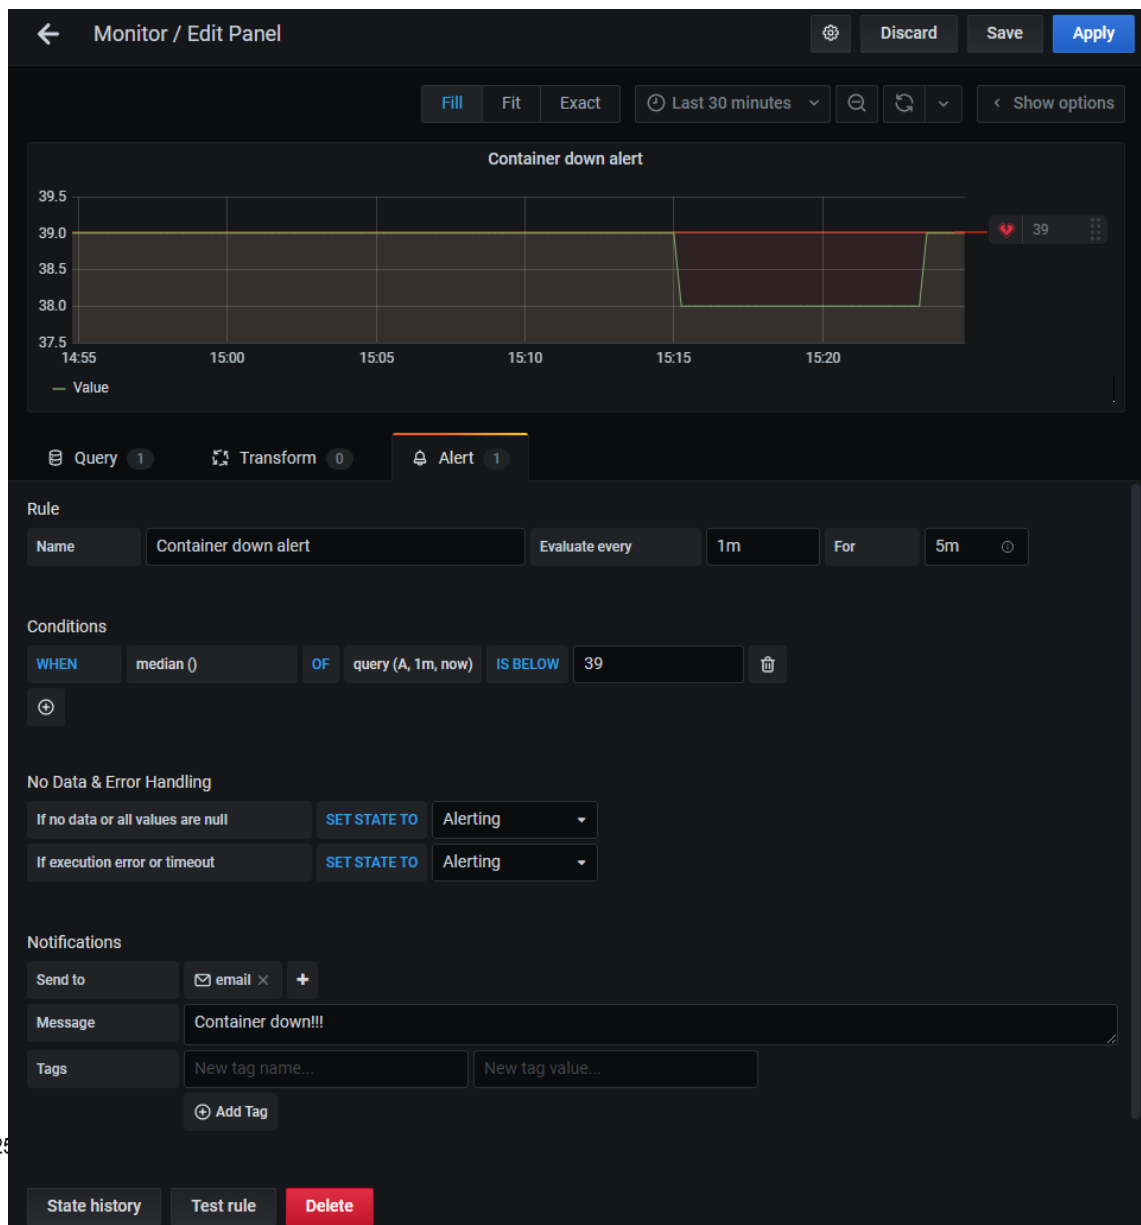 Monitor / Edit Panel Discard Save Apply
Fill Fit Exact Last 30 minutes Show options
Container down alert
39.5
39.0
38.5
38.0
37.5
39
14:55 15:00 15:05 15:10 15:15 15:20
Value
Query 1 Transform 0 Alert 1
Rule
Name Container down alert Evaluate every 1m For 5m
Conditions
WHEN median () OF query (A, 1m, now) IS BELOW 39
No Data & Error Handling
If no data or all values are null SET STATE TO Alerting
If execution error or timeout SET STATE TO Alerting
Notifications
Send to email
Message Container down!!!
Tags New tag name... New tag value...
Add Tag
State history Test rule Delete